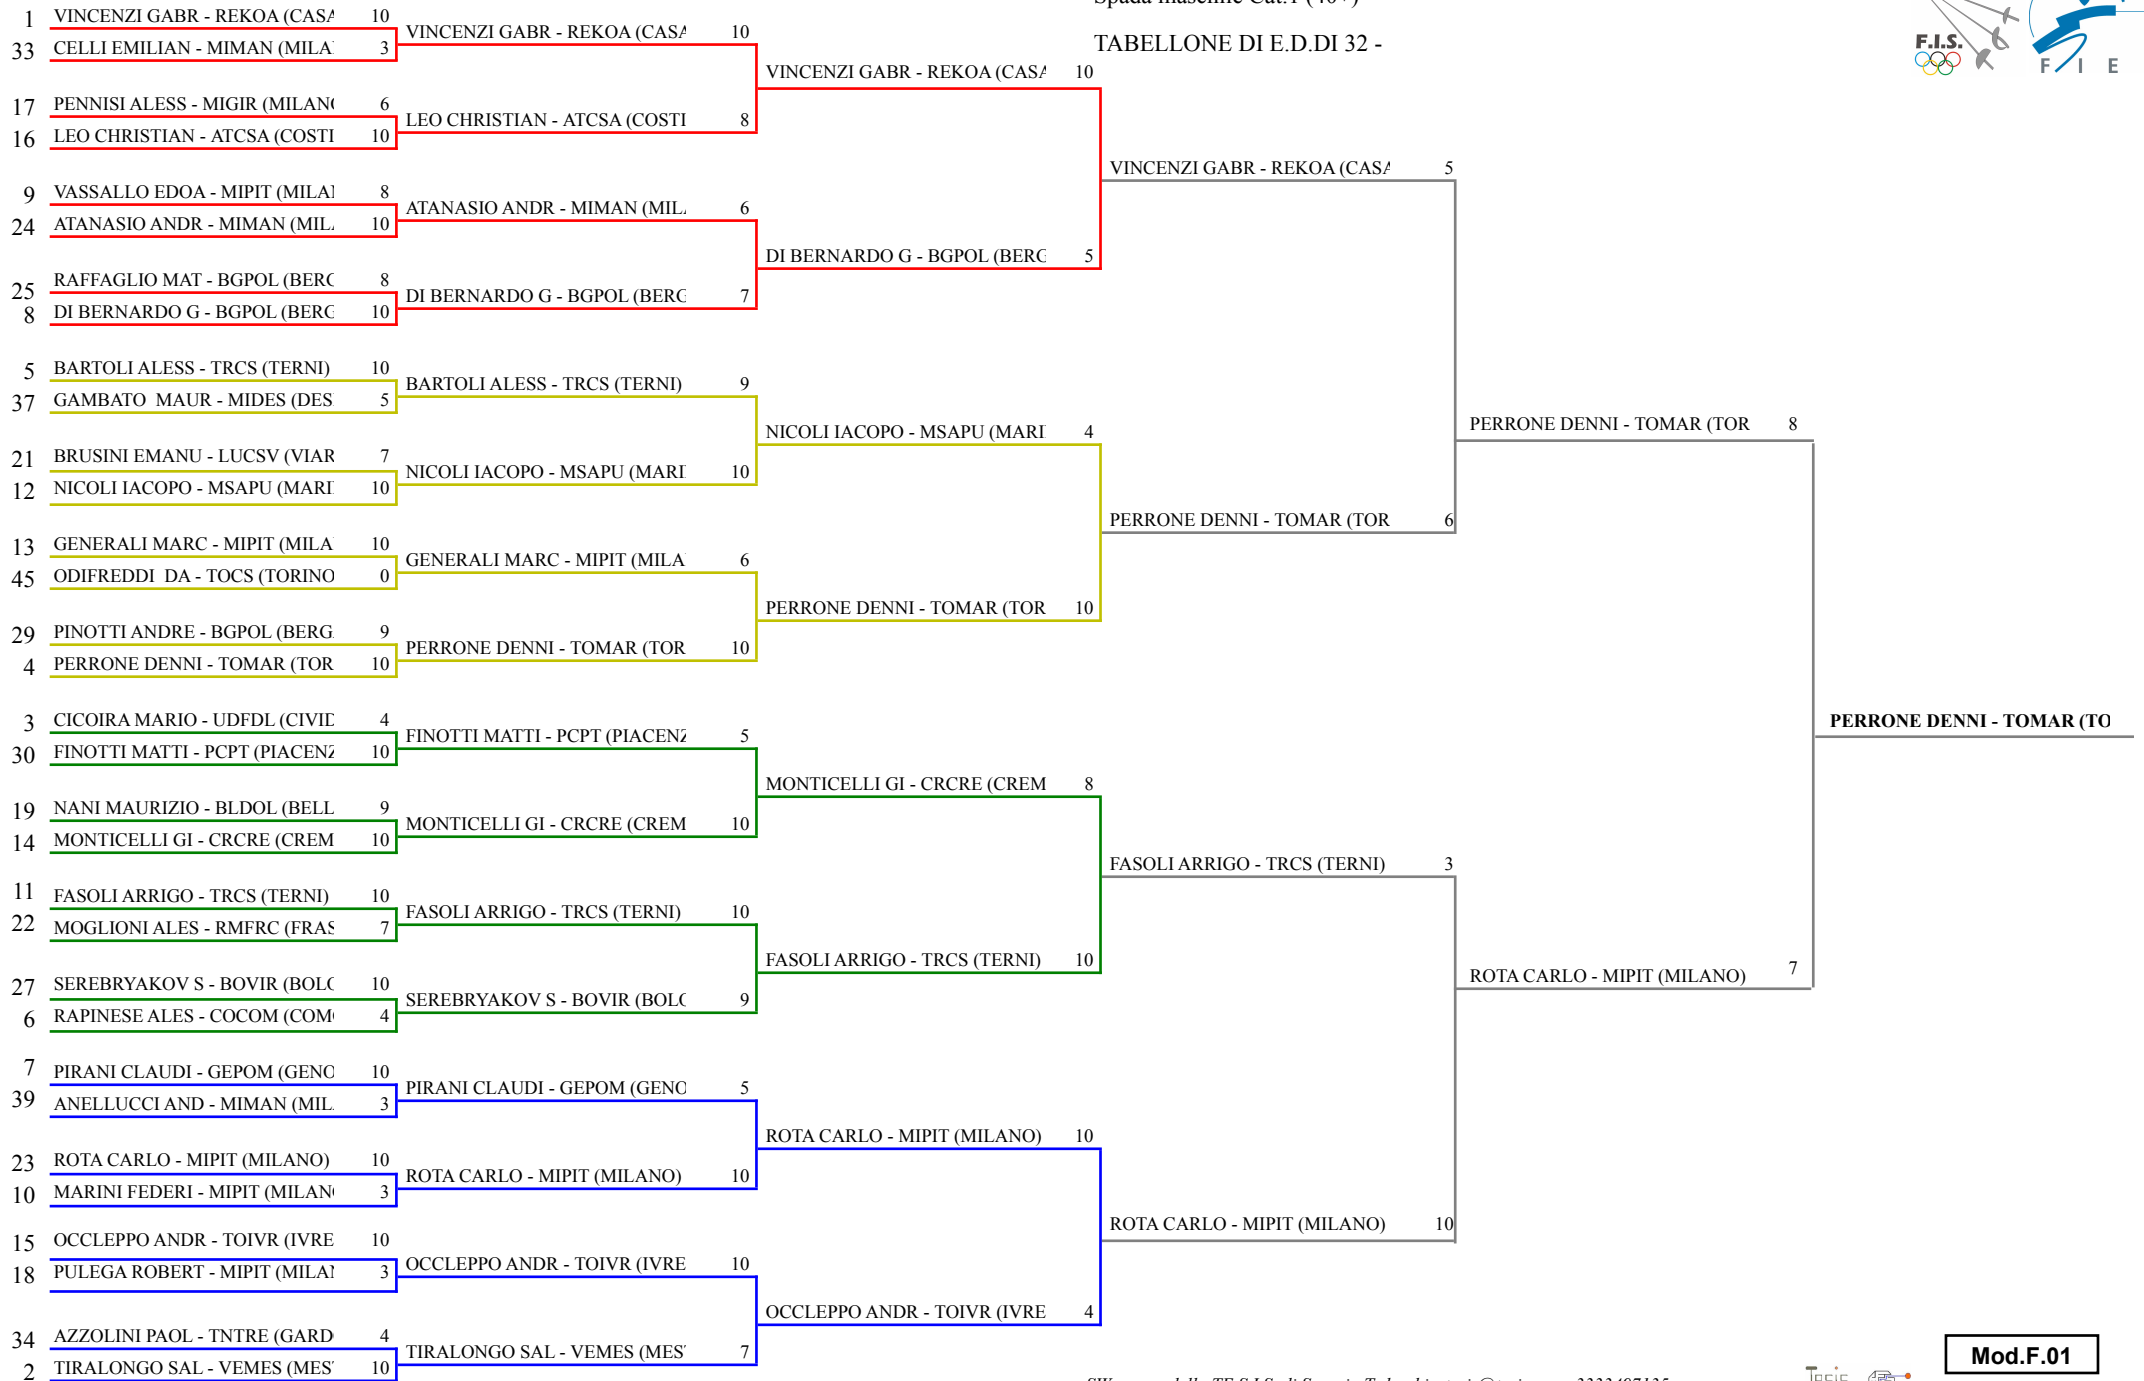 TABELLONE DI E.D.DI 32 -
F.I.S.
F I E
1 VINCENZI GABR - REKOA (CASA 10
33 CELLI EMILIAN - MIMAN (MILA 3
17 PENNISI ALESS - MIGIR (MILANO 6
16 LEO CHRISTIAN - ATCSA (COSTI 10
9 VASSALLO EDOA - MIPIT (MILAN 8
24 ATANASIO ANDR - MIMAN (MILA 10
25 RAFFAGLIO MAT - BGPOL (BERG 8
8 DI BERNARDO G - BGPOL (BERG 10
5 BARTOLI ALESS - TRCS (TERNI) 10
37 GAMBATO MAUR - MIDES (DES 5
21 BRUSINI EMANU - LUCSV (VIAR 7
12 NICOLI IACOPO - MSAPU (MARI 10
13 GENERALI MARC - MIPIT (MILA 10
45 ODIFREDDI DA - TOCS (TORINO 0
29 PINOTTI ANDRE - BGPOL (BERG 9
4 PERRONE DENNI - TOMAR (TOR 10
3 CICOIRA MARIO - UDFDL (CIVID 4
30 FINOTTI MATTI - PCPT (PIACENZ 10
19 NANI MAURIZIO - BLDOL (BELL 9
14 MONTICELLI GI - CRCRE (CREM 10
11 FASOLI ARRIGO - TRCS (TERNI) 10
22 MOGLIONI ALES - RMFRC (FRAS 7
27 SEREBRYAKOV S - BOVIR (BOLO 10
6 RAPINESE ALES - COCOM (COMO 4
7 PIRANI CLAUDI - GEPOM (GENO 10
39 ANELLUCCI AND - MIMAN (MIL 3
23 ROTA CARLO - MIPIT (MILANO) 10
10 MARINI FEDERI - MIPIT (MILANO 3
15 OCCLEPPO ANDR - TOIVR (IVRE 10
18 PULEGA ROBERT - MIPIT (MILAN 3
34 AZZOLINI PAOL - TNTRE (GARD 4
2 TIRALONGO SAL - VEMES (MEST 10
VINCENZI GABR - REKOA (CASA 10
LEO CHRISTIAN - ATCSA (COSTI 8
ATANASIO ANDR - MIMAN (MILA 6
DI BERNARDO G - BGPOL (BERG 7
BARTOLI ALESS - TRCS (TERNI) 9
NICOLI IACOPO - MSAPU (MARI 10
GENERALI MARC - MIPIT (MILA 6
PERRONE DENNI - TOMAR (TOR 10
FINOTTI MATTI - PCPT (PIACENZ 5
MONTICELLI GI - CRCRE (CREM 10
FASOLI ARRIGO - TRCS (TERNI) 10
SEREBRYAKOV S - BOVIR (BOLO 9
PIRANI CLAUDI - GEPOM (GENO 5
ROTA CARLO - MIPIT (MILANO) 10
OCCLEPPO ANDR - TOIVR (IVRE 10
TIRALONGO SAL - VEMES (MEST 7
VINCENZI GABR - REKOA (CASA 10
DI BERNARDO G - BGPOL (BERG 5
NICOLI IACOPO - MSAPU (MARI 4
PERRONE DENNI - TOMAR (TOR 10
MONTICELLI GI - CRCRE (CREM 8
FASOLI ARRIGO - TRCS (TERNI) 10
ROTA CARLO - MIPIT (MILANO) 10
OCCLEPPO ANDR - TOIVR (IVRE 4
VINCENZI GABR - REKOA (CASA 5
PERRONE DENNI - TOMAR (TOR 6
FASOLI ARRIGO - TRCS (TERNI) 3
ROTA CARLO - MIPIT (MILANO) 10
PERRONE DENNI - TOMAR (TOR 8
ROTA CARLO - MIPIT (MILANO) 7
PERRONE DENNI - TOMAR (TO
Mod.F.01